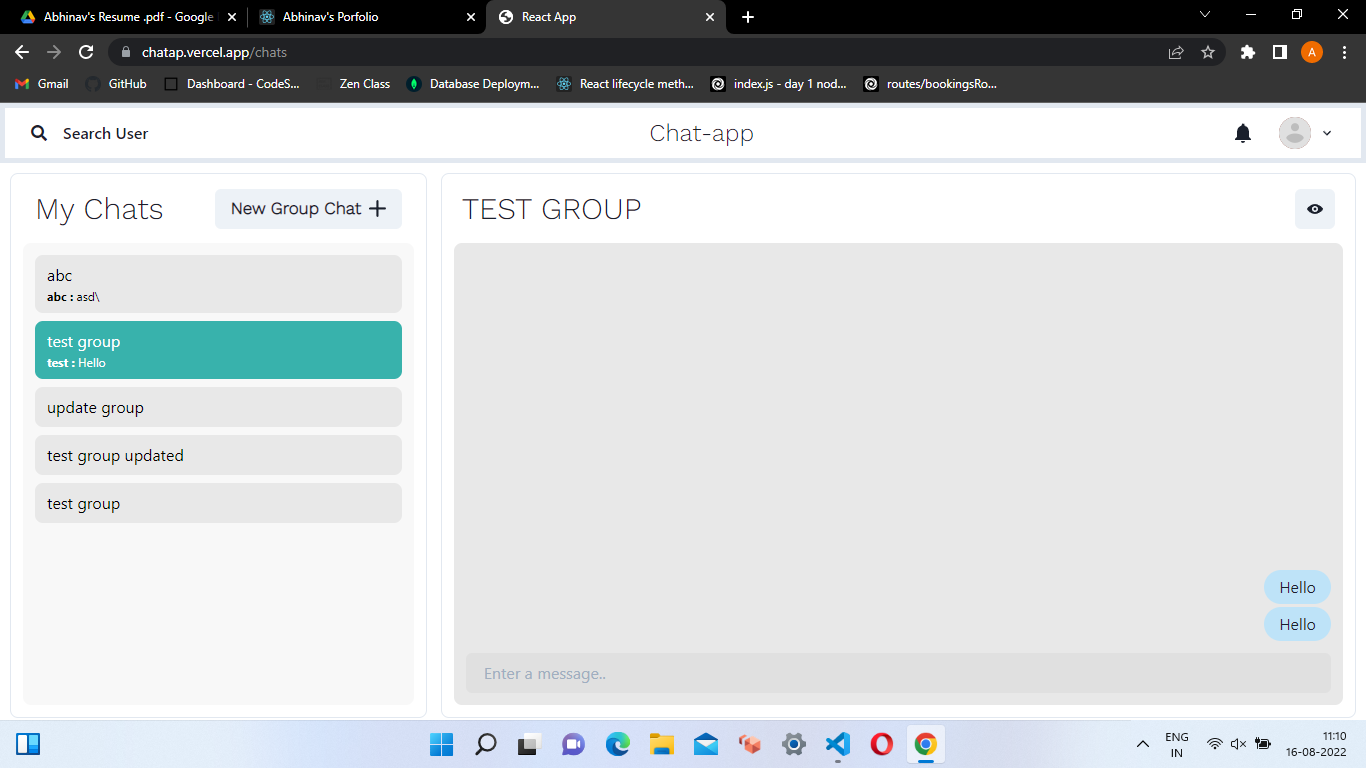 Abhinav's Resume .pdf - Google
Abhinav's Porfolio
React App
chatap.vercel.app/chats
A
Gmail
GitHub
Dashboard - CodeS...
Zen Class
Database Deploym...
React lifecycle meth...
index.js - day 1 nod...
routes/bookingsRo...
Search User
Chat-app
My Chats
New Group Chat
TEST GROUP
abc
abc : asd\
test group
test : Hello
update group
test group updated
test group
Hello
Hello
Enter a message..
ENG
IN
11:10
16-08-2022